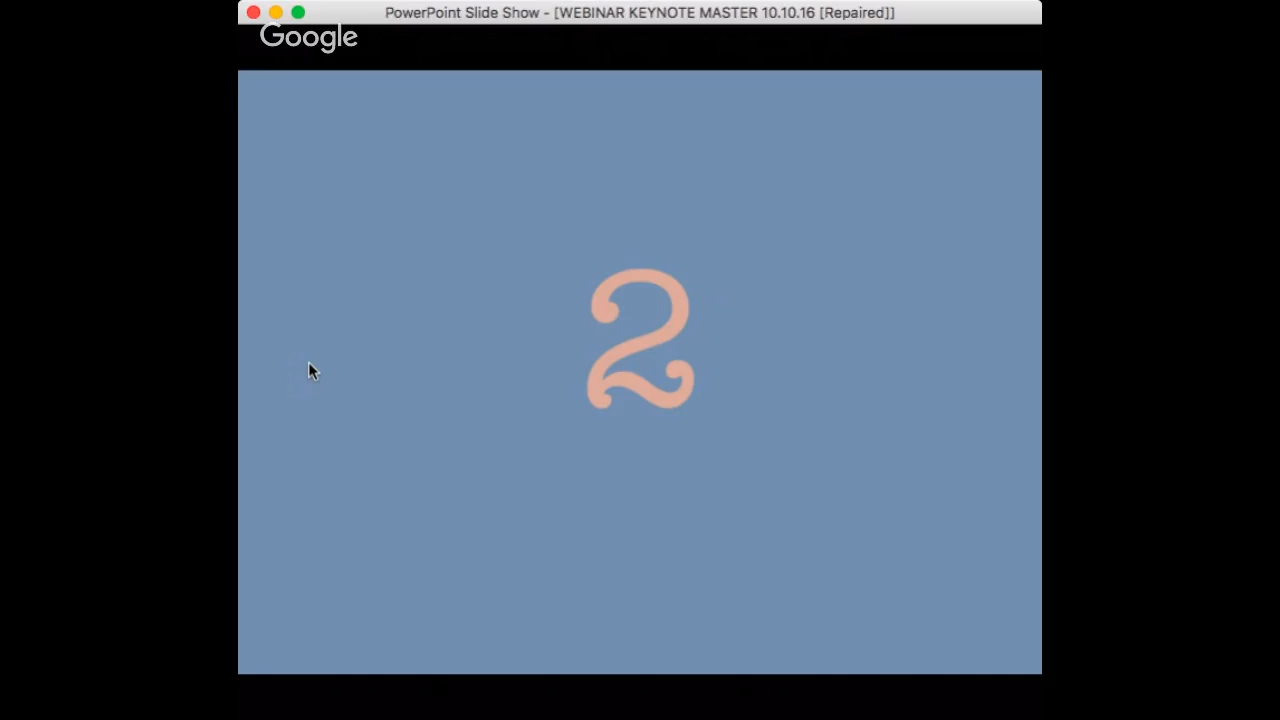 PowerPoint Slide Show - [WEBINAR KEYNOTE MASTER 10.10.16 [Repaired]]
Google
2